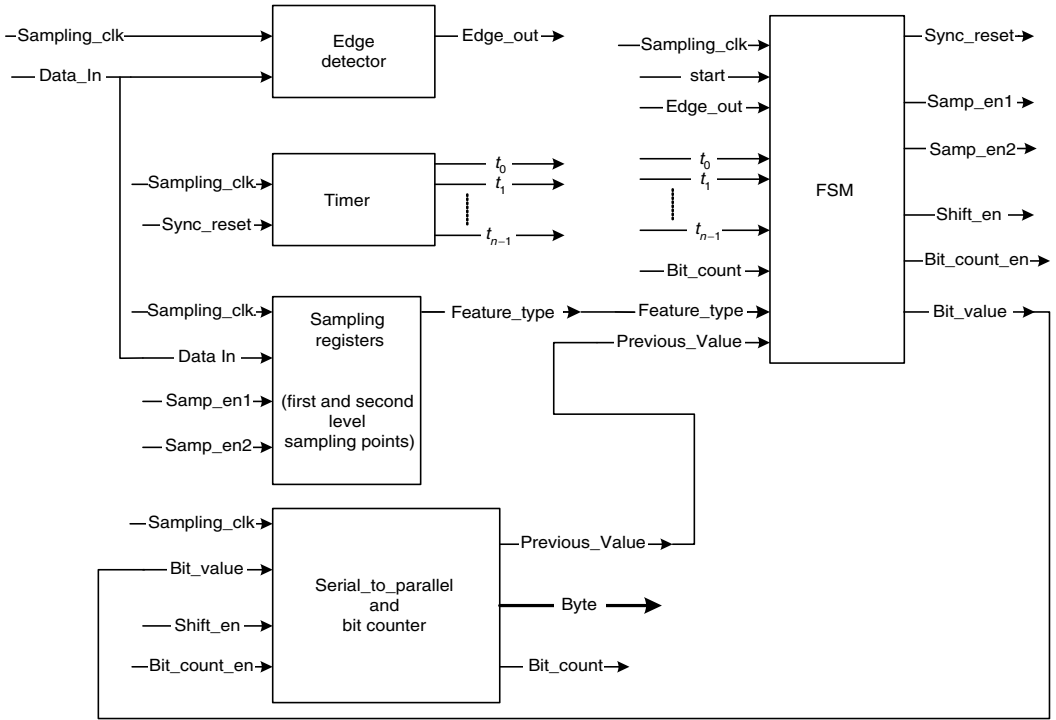 Sampling_clk
Data_In
Edge
detector
Edge_out
Sampling_clk
Sync_reset
Timer
t0
t1
tn–1
Sampling_clk
Data In
Samp_en1
Samp_en2
Sampling
registers
(first and second
level
sampling points)
Feature_type
Sampling_clk
Bit_value
Shift_en
Bit_count_en
Serial_to_parallel
and
bit counter
Previous_Value
Byte
Bit_count
Sampling_clk
start
Edge_out
t0
t1
tn–1
Bit_count
Feature_type
Previous_Value
FSM
Sync_reset
Samp_en1
Samp_en2
Shift_en
Bit_count_en
Bit_value